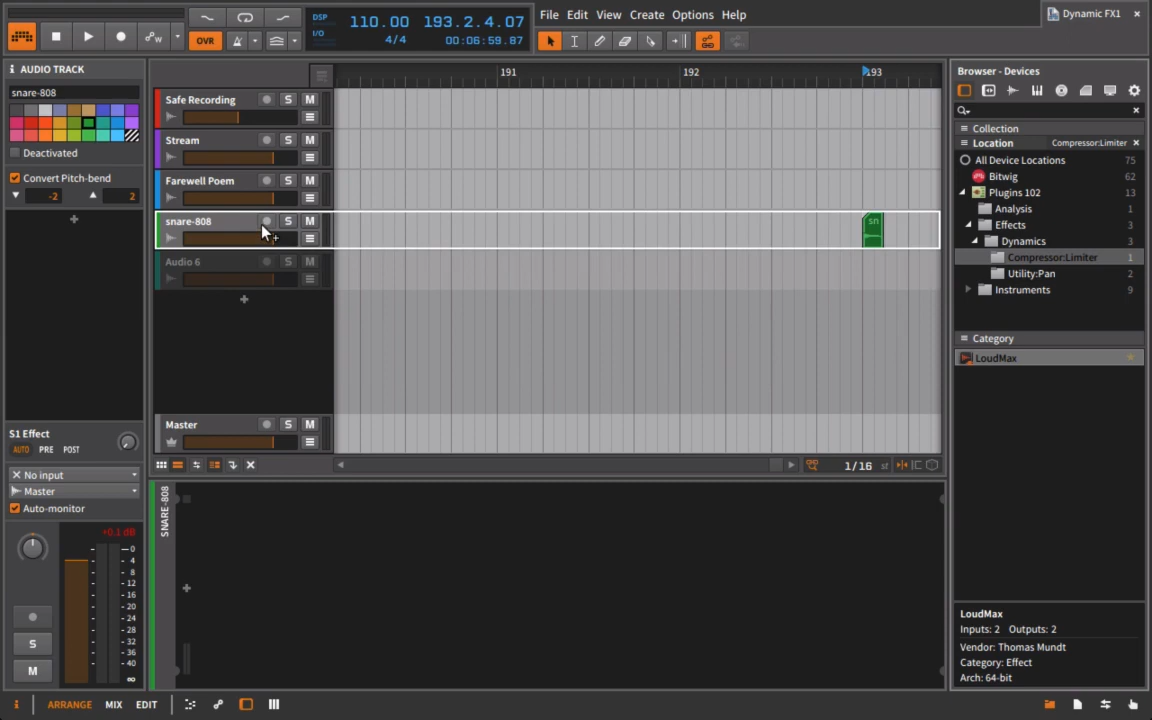 File Edit View Create Options Help
DSP
I/O
110.00
4/4
193.2.4.07
00:06:59.87
OVR
Dynamic FX1 ×
i AUDIO TRACK
snare-808
Deactivated
Convert Pitch-bend
-2 2
S1 Effect
AUTO PRE POST
No input
Master
Auto-monitor
+0.1 dB
0
4
8
12
16
20
24
28
32
36
40
∞
S
M
191 192 193
Safe Recording S M
Stream S M
Farewell Poem S M
snare-808 S M
sn
Audio 6 S M
Master S M
1/16 st
SNARE-808
Browser - Devices
Collection
Location Compressor:Limiter ×
All Device Locations 75
Bitwig 62
Plugins 102 13
Analysis 1
Effects 3
Dynamics 3
Compressor:Limiter 1
Utility:Pan 2
Instruments 9
Category
LoudMax
LoudMax
Inputs: 2 Outputs: 2
Vendor: Thomas Mundt
Category: Effect
Arch: 64-bit
i ARRANGE MIX EDIT